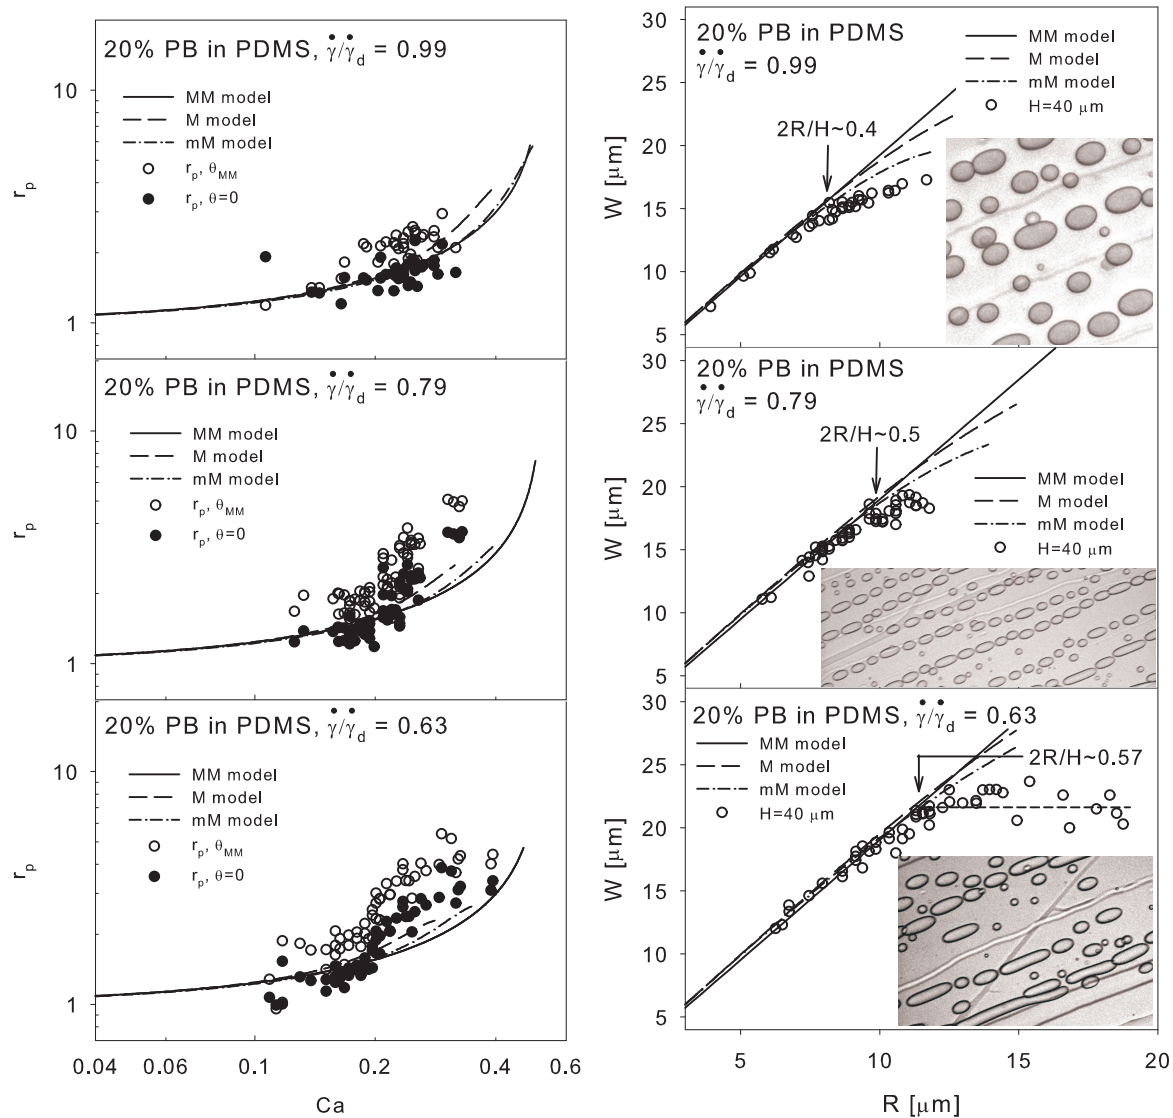 20% PB in PDMS, γ̇/γ̇d = 0.99
MM model
M model
mM model
rp, θMM
rp, θ=0
10
1
rp
20% PB in PDMS, γ̇/γ̇d = 0.79
MM model
M model
mM model
rp, θMM
rp, θ=0
10
1
rp
20% PB in PDMS, γ̇/γ̇d = 0.63
MM model
M model
mM model
rp, θMM
rp, θ=0
10
1
rp
0.04 0.06 0.1 0.2 0.4 0.6
Ca
20% PB in PDMS
γ̇/γ̇d = 0.99
MM model
M model
mM model
H=40 μm
2R/H~0.4
30
25
20
15
10
5
W [μm]
20% PB in PDMS
γ̇/γ̇d = 0.79
2R/H~0.5
MM model
M model
mM model
H=40 μm
30
25
20
15
10
5
W [μm]
20% PB in PDMS, γ̇/γ̇d = 0.63
MM model
M model
mM model
H=40 μm
2R/H~0.57
30
25
20
15
10
5
W [μm]
5 10 15 20
R [μm]